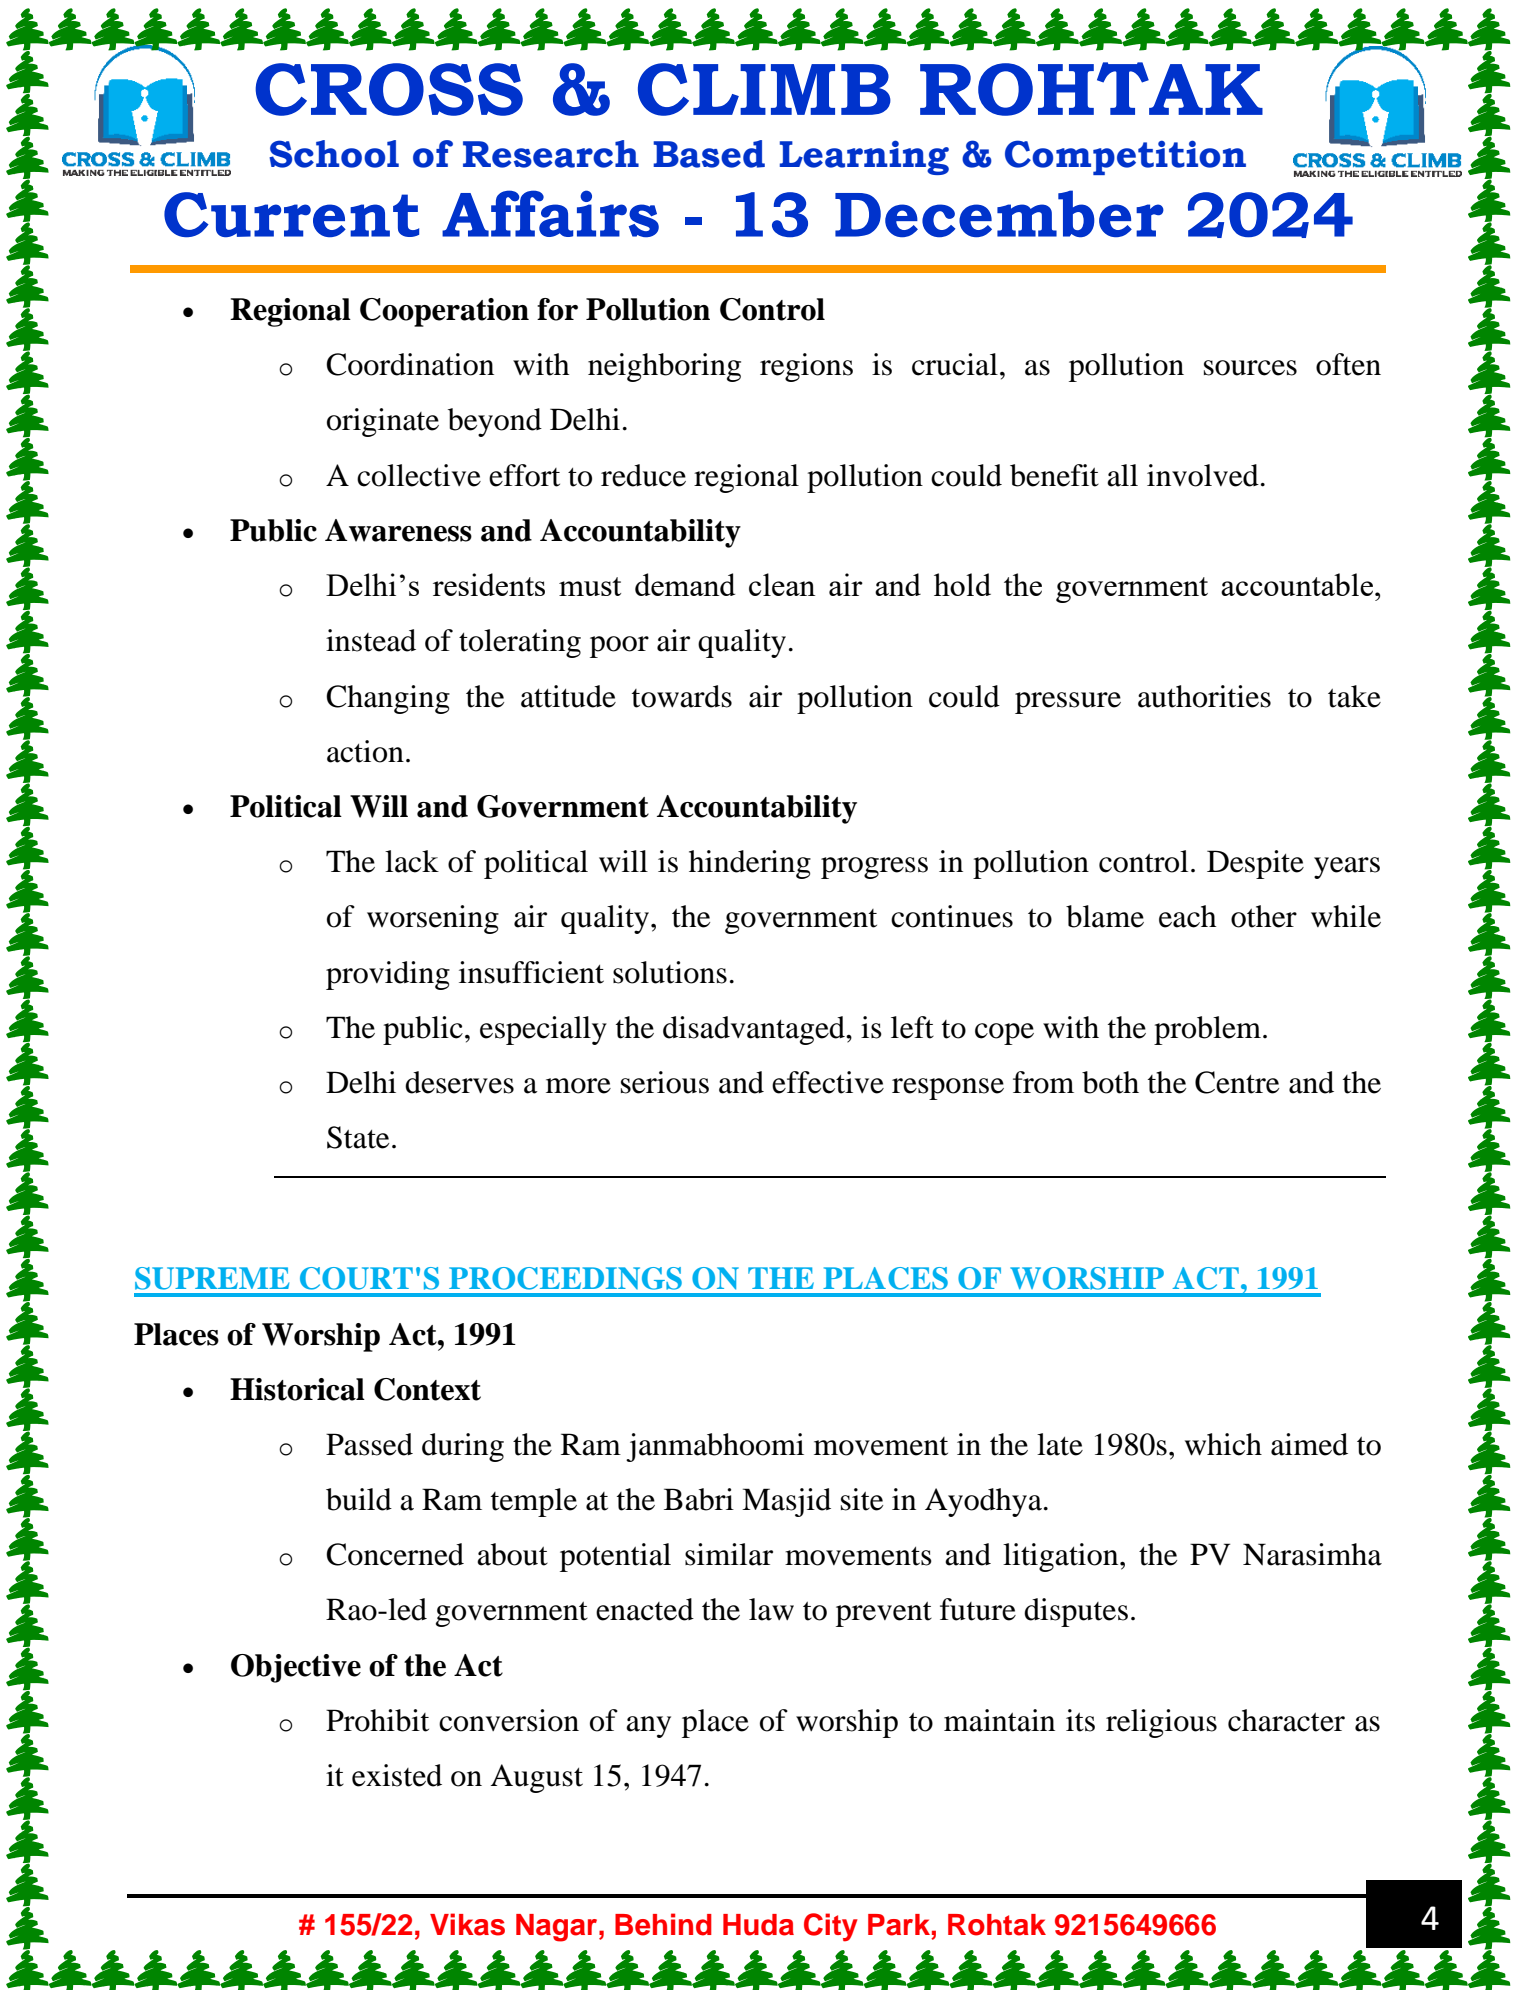 CROSS & CLIMB ROHTAK
School of Research Based Learning & Competition
CROSS & CLIMB
MAKING THE ELIGIBLE ENTITLED
CROSS & CLIMB
MAKING THE ELIGIBLE ENTITLED
Current Affairs - 13 December 2024
• Regional Cooperation for Pollution Control
o Coordination with neighboring regions is crucial, as pollution sources often
originate beyond Delhi.
o A collective effort to reduce regional pollution could benefit all involved.
• Public Awareness and Accountability
o Delhi’s residents must demand clean air and hold the government accountable,
instead of tolerating poor air quality.
o Changing the attitude towards air pollution could pressure authorities to take
action.
• Political Will and Government Accountability
o The lack of political will is hindering progress in pollution control. Despite years
of worsening air quality, the government continues to blame each other while
providing insufficient solutions.
o The public, especially the disadvantaged, is left to cope with the problem.
o Delhi deserves a more serious and effective response from both the Centre and the
State.
SUPREME COURT'S PROCEEDINGS ON THE PLACES OF WORSHIP ACT, 1991
Places of Worship Act, 1991
• Historical Context
o Passed during the Ram janmabhoomi movement in the late 1980s, which aimed to
build a Ram temple at the Babri Masjid site in Ayodhya.
o Concerned about potential similar movements and litigation, the PV Narasimha
Rao-led government enacted the law to prevent future disputes.
• Objective of the Act
o Prohibit conversion of any place of worship to maintain its religious character as
it existed on August 15, 1947.
# 155/22, Vikas Nagar, Behind Huda City Park, Rohtak 9215649666
4